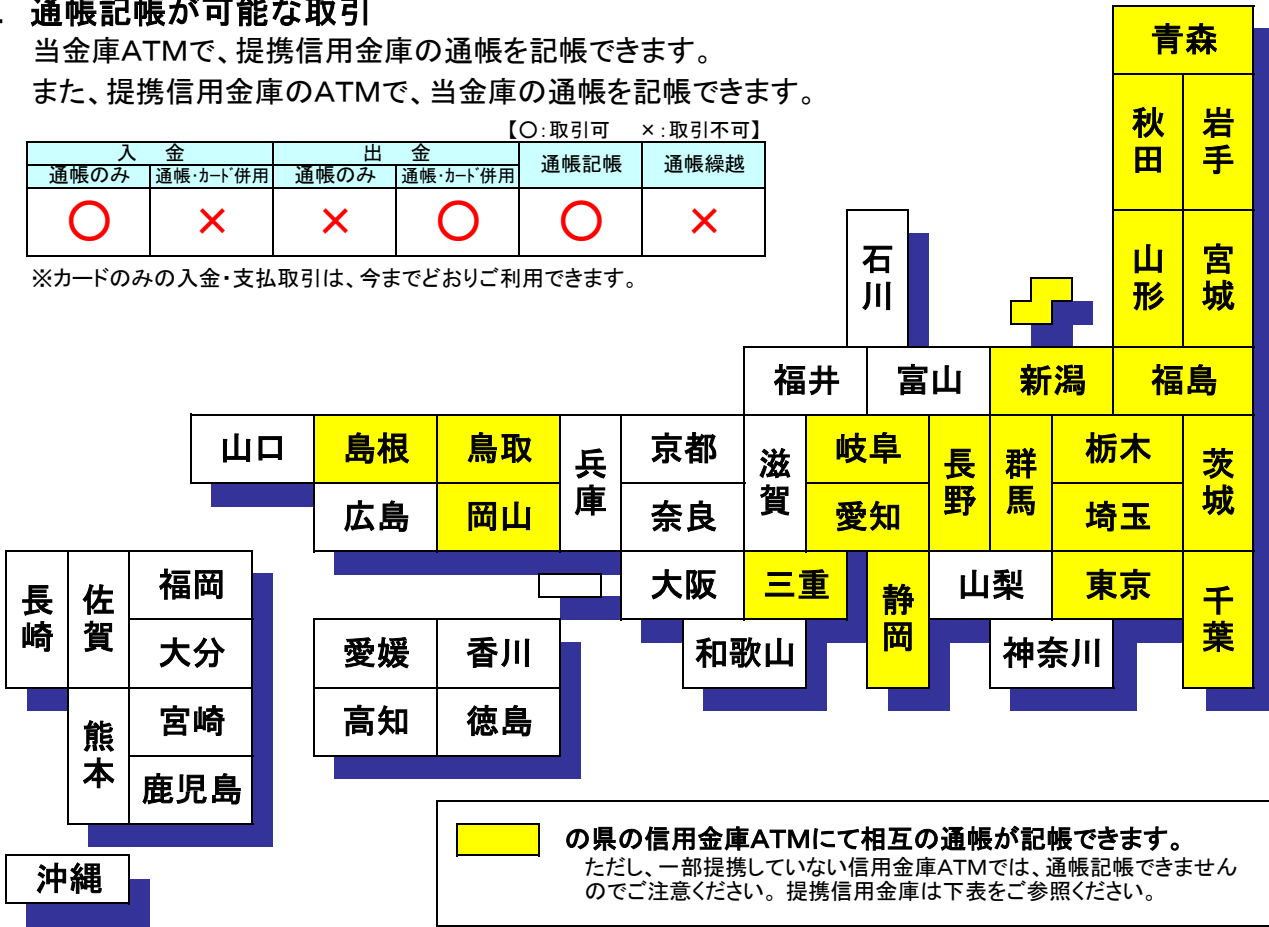 通帳記帳が可能な取引
当金庫ATMで、提携信用金庫の通帳を記帳できます。
また、提携信用金庫のATMで、当金庫の通帳を記帳できます。
【○:取引可 ×:取引不可】
入 金 出 金 通帳記帳 通帳繰越
通帳のみ 通帳・カード併用 通帳のみ 通帳・カード併用
○ × × ○ ○ ×
※カードのみの入金・支払取引は、今までどおりご利用できます。
青森
秋田 岩手
石川 山形 宮城
福井 富山 新潟 福島
山口 島根 鳥取 兵庫 京都 滋賀 岐阜 長野 群馬 栃木 茨城
広島 岡山 奈良 愛知 埼玉
長崎 佐賀 福岡 大阪 三重 静岡 山梨 東京 千葉
大分 愛媛 香川 和歌山 神奈川
熊本 宮崎 高知 徳島
鹿児島
沖縄
の県の信用金庫ATMにて相互の通帳が記帳できます。
ただし、一部提携していない信用金庫ATMでは、通帳記帳できません
のでご注意ください。提携信用金庫は下表をご参照ください。